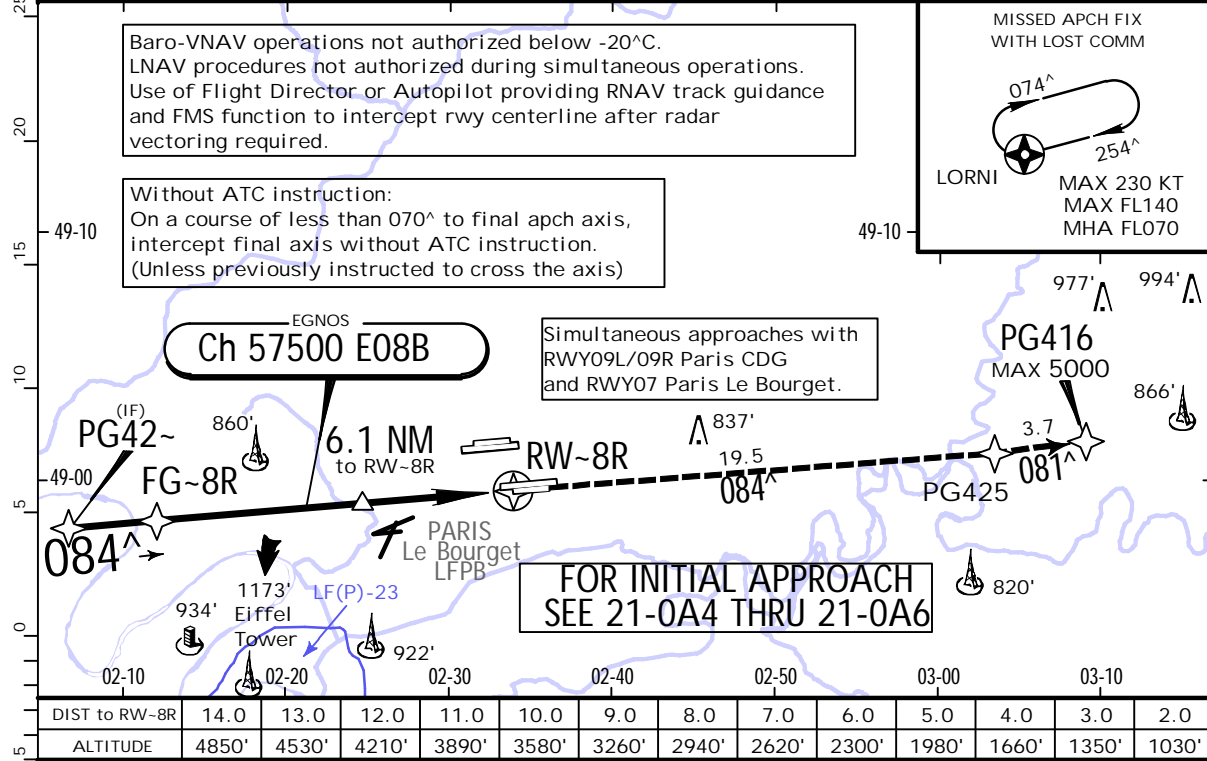 25
20
15
10
5
0
5
Baro-VNAV operations not authorized below -20^C.
LNAV procedures not authorized during simultaneous operations.
Use of Flight Director or Autopilot providing RNAV track guidance
and FMS function to intercept rwy centerline after radar
vectoring required.
MISSED APCH FIX
WITH LOST COMM
074^
254^
LORNI
MAX 230 KT
MAX FL140
MHA FL070
Without ATC instruction:
On a course of less than 070^ to final apch axis,
intercept final axis without ATC instruction.
(Unless previously instructed to cross the axis)
49-10
49-10
977'
994'
EGNOS
Ch 57500 E08B
Simultaneous approaches with
RWY09L/09R Paris CDG
and RWY07 Paris Le Bourget.
PG416
MAX 5000
866'
(IF)
PG42~
860'
6.1 NM
to RW~8R
837'
RW~8R
19.5
084^
3.7
081^
PG425
49-00
FG~8R
084^
PARIS
Le Bourget
LFPB
1173'
Eiffel
Tower
934'
LF(P)-23
922'
FOR INITIAL APPROACH
SEE 21-0A4 THRU 21-0A6
820'
02-10
02-20
02-30
02-40
02-50
03-00
03-10
DIST to RW~8R 14.0 13.0 12.0 11.0 10.0 9.0 8.0 7.0 6.0 5.0 4.0 3.0 2.0
ALTITUDE 4850' 4530' 4210' 3890' 3580' 3260' 2940' 2620' 2300' 1980' 1660' 1350' 1030'